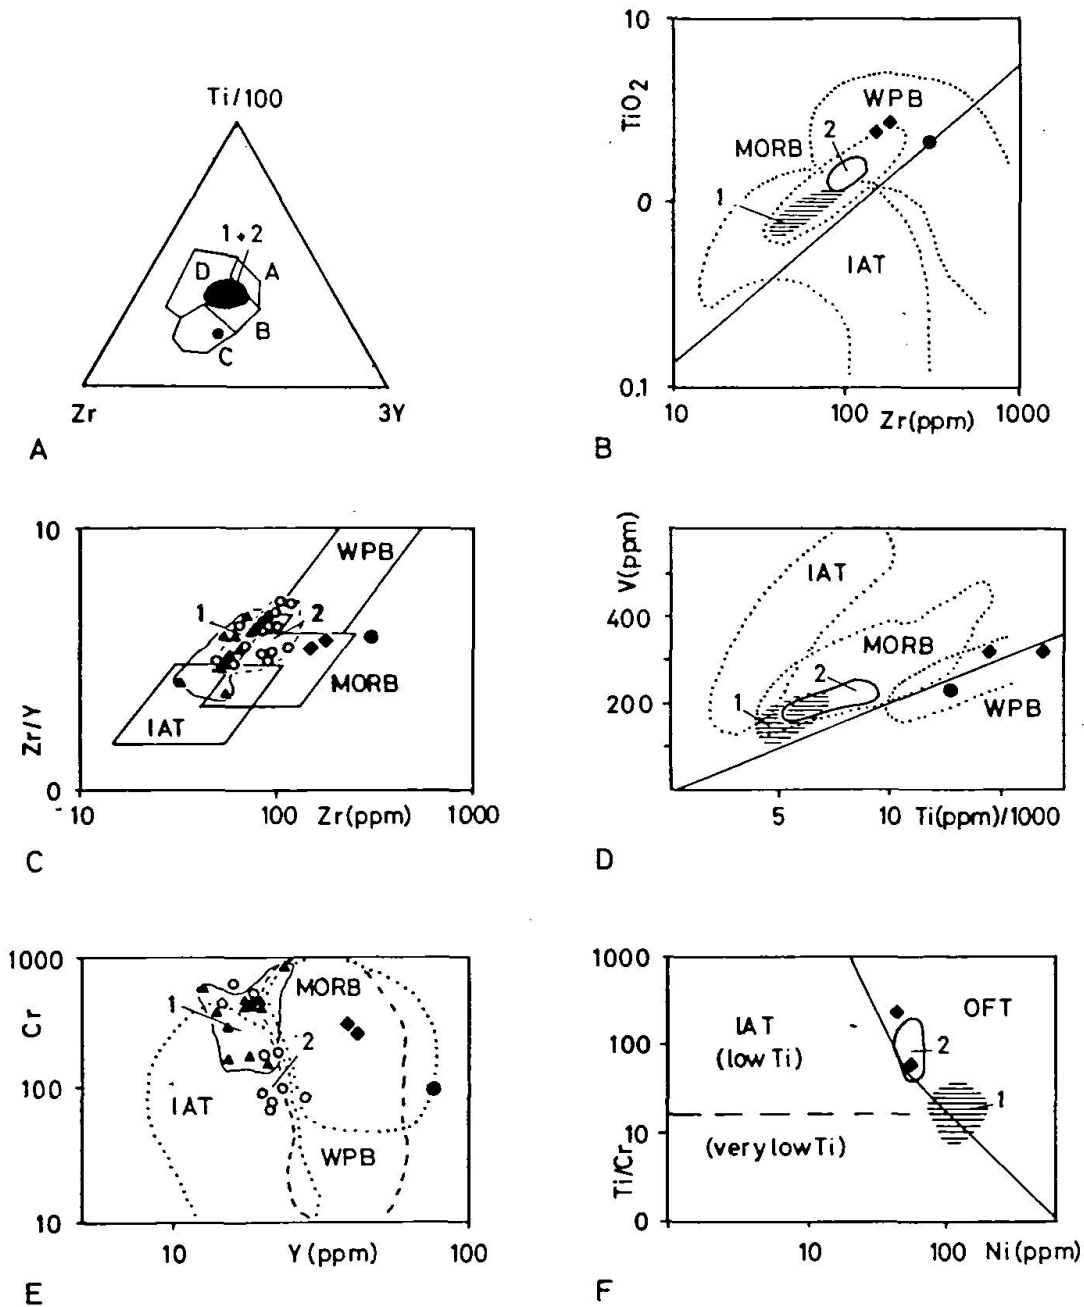 Ti/100
1+2
D
A
B
C
Zr
3Y
A
10
TiO2
WPB
2
MORB
1
0
IAT
0.1
10
100
Zr(ppm)
1000
B
10
WPB
1
2
MORB
Zr/Y
IAT
0
10
100
Zr(ppm)
1000
C
V(ppm)
IAT
400
MORB
2
200
1
WPB
5
10
Ti(ppm)/1000
D
1000
MORB
Cr
1
2
100
IAT
WPB
10
10
Y(ppm)
100
E
1000
IAT
OFT
(low Ti)
100
2
1
10
(very low Ti)
Ti/Cr
0
10
100
Ni(ppm)
F